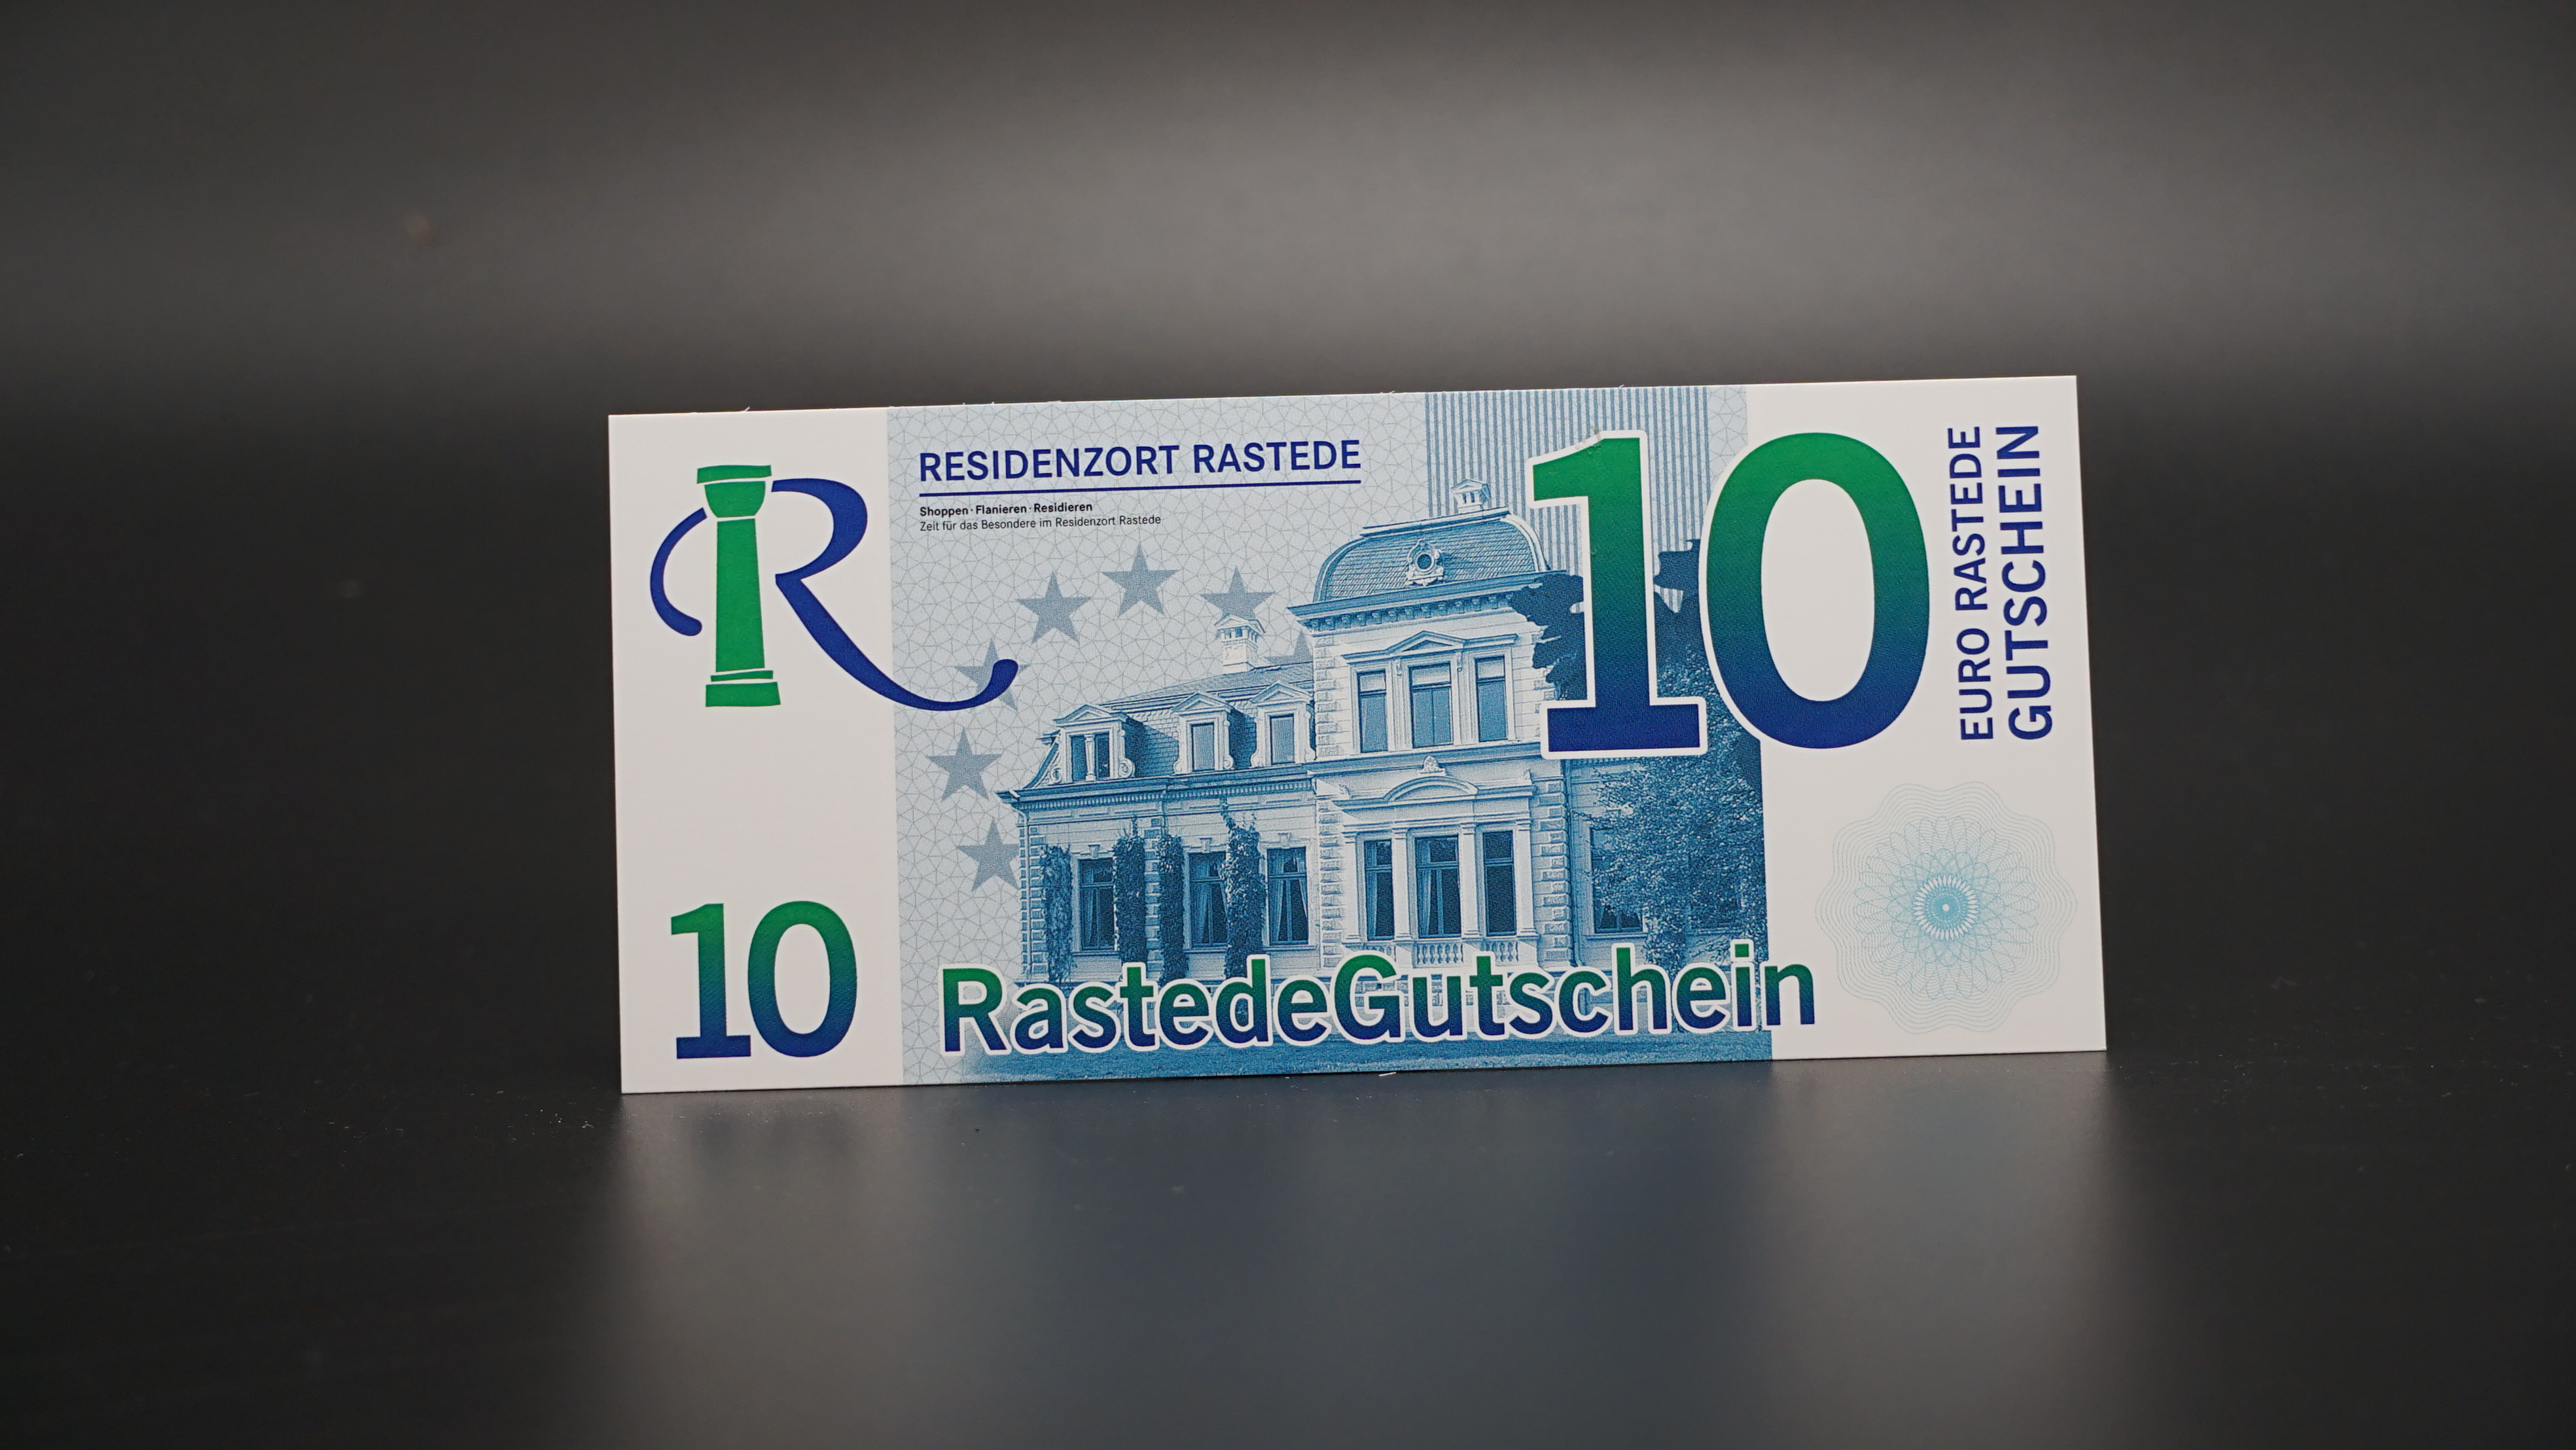 R
RESIDENZORT RASTEDE
Shoppen · Flanieren · Residieren
Zeit für das Besondere im Residenzort Rastede
10
EURO RASTEDE
GUTSCHEIN
10
RastedeGutschein